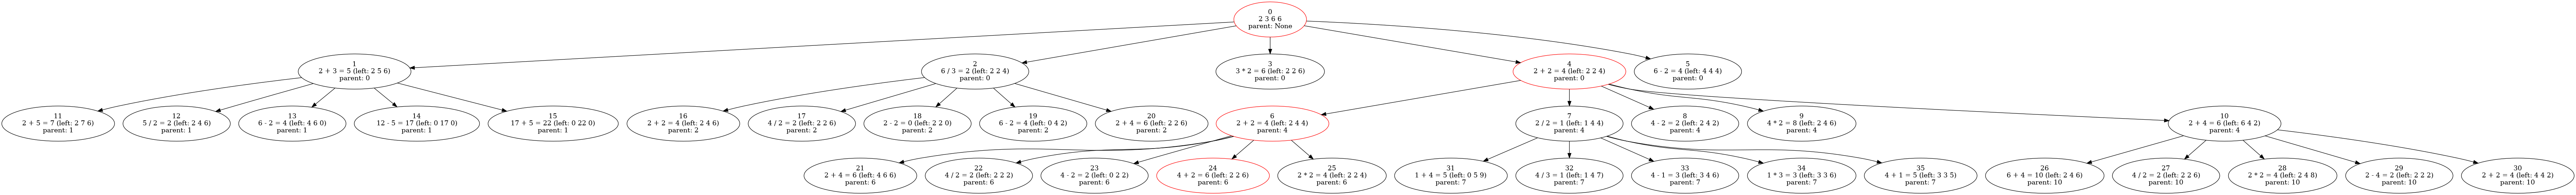 0
2 3 6 6
parent: None
1
2 + 3 = 5 (left: 2 5 6)
parent: 0
2
6 / 3 = 2 (left: 2 2 4)
parent: 0
3
3 * 2 = 6 (left: 2 2 6)
parent: 0
4
2 + 2 = 4 (left: 2 2 4)
parent: 0
5
6 - 2 = 4 (left: 4 4 4)
parent: 0
11
2 + 5 = 7 (left: 2 7 6)
parent: 1
12
5 / 2 = 2 (left: 2 4 6)
parent: 1
13
6 - 2 = 4 (left: 4 6 0)
parent: 1
14
12 - 5 = 17 (left: 0 17 0)
parent: 1
15
17 + 5 = 22 (left: 0 22 0)
parent: 1
16
2 + 2 = 4 (left: 2 4 6)
parent: 2
17
4 / 2 = 2 (left: 2 2 6)
parent: 2
18
2 - 2 = 0 (left: 2 2 0)
parent: 2
19
6 - 2 = 4 (left: 0 4 2)
parent: 2
20
2 + 4 = 6 (left: 2 2 6)
parent: 2
6
2 + 2 = 4 (left: 2 4 4)
parent: 4
7
2 / 2 = 1 (left: 1 4 4)
parent: 4
8
4 - 2 = 2 (left: 2 4 2)
parent: 4
9
4 * 2 = 8 (left: 2 4 6)
parent: 4
10
2 + 4 = 6 (left: 6 4 2)
parent: 4
21
2 + 4 = 6 (left: 4 6 6)
parent: 6
22
4 / 2 = 2 (left: 2 2 2)
parent: 6
23
4 - 2 = 2 (left: 0 2 2)
parent: 6
24
4 + 2 = 6 (left: 2 2 6)
parent: 6
25
2 * 2 = 4 (left: 2 2 4)
parent: 6
31
1 + 4 = 5 (left: 0 5 9)
parent: 7
32
4 / 3 = 1 (left: 1 4 7)
parent: 7
33
4 - 1 = 3 (left: 3 4 6)
parent: 7
34
1 * 3 = 3 (left: 3 3 6)
parent: 7
35
4 + 1 = 5 (left: 3 3 5)
parent: 7
26
6 + 4 = 10 (left: 2 4 6)
parent: 10
27
4 / 2 = 2 (left: 2 2 6)
parent: 10
28
2 * 2 = 4 (left: 2 4 8)
parent: 10
29
2 - 4 = 2 (left: 2 2 2)
parent: 10
30
2 + 2 = 4 (left: 4 4 2)
parent: 10